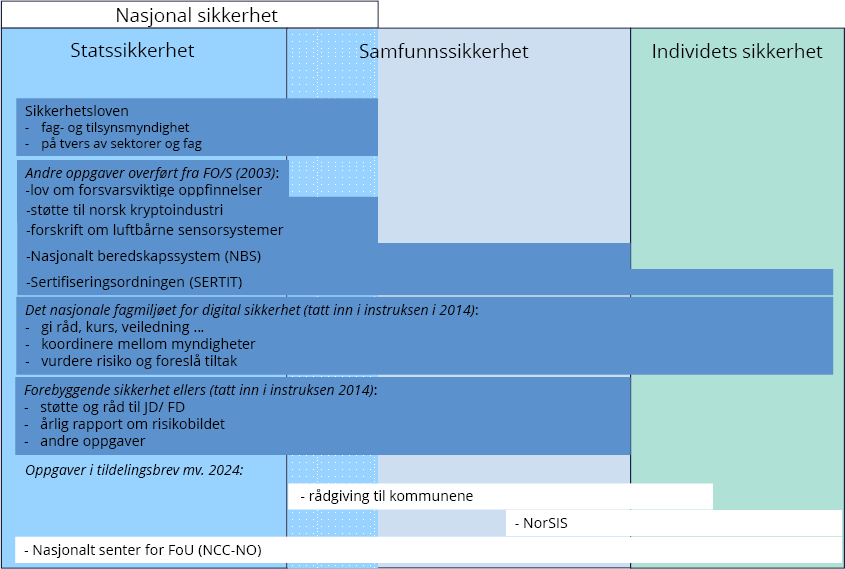 Nasjonal sikkerhet
Statssikkerhet
Samfunnssikkerhet
Individets sikkerhet
Sikkerhetsloven
- fag- og tilsynsmyndighet
- på tvers av sektorer og fag
Andre oppgaver overført fra FO/S (2003):
-lov om forsvarsviktige oppfinnelser
-støtte til norsk kryptoindustri
-forskrift om luftbårne sensorsystemer
-Nasjonalt beredskapssystem (NBS)
-Sertifiseringsordningen (SERTIT)
Det nasjonale fagmiljøet for digital sikkerhet (tatt inn i instruksen i 2014):
- gi råd, kurs, veiledning ...
- koordinere mellom myndigheter
- vurdere risiko og foreslå tiltak
Forebyggende sikkerhet ellers (tatt inn i instruksen 2014):
- støtte og råd til JD/ FD
- årlig rapport om risikobildet
- andre oppgaver
Oppgaver i tildelingsbrev mv. 2024:
- rådgiving til kommunene
- NorSIS
- Nasjonalt senter for FoU (NCC-NO)